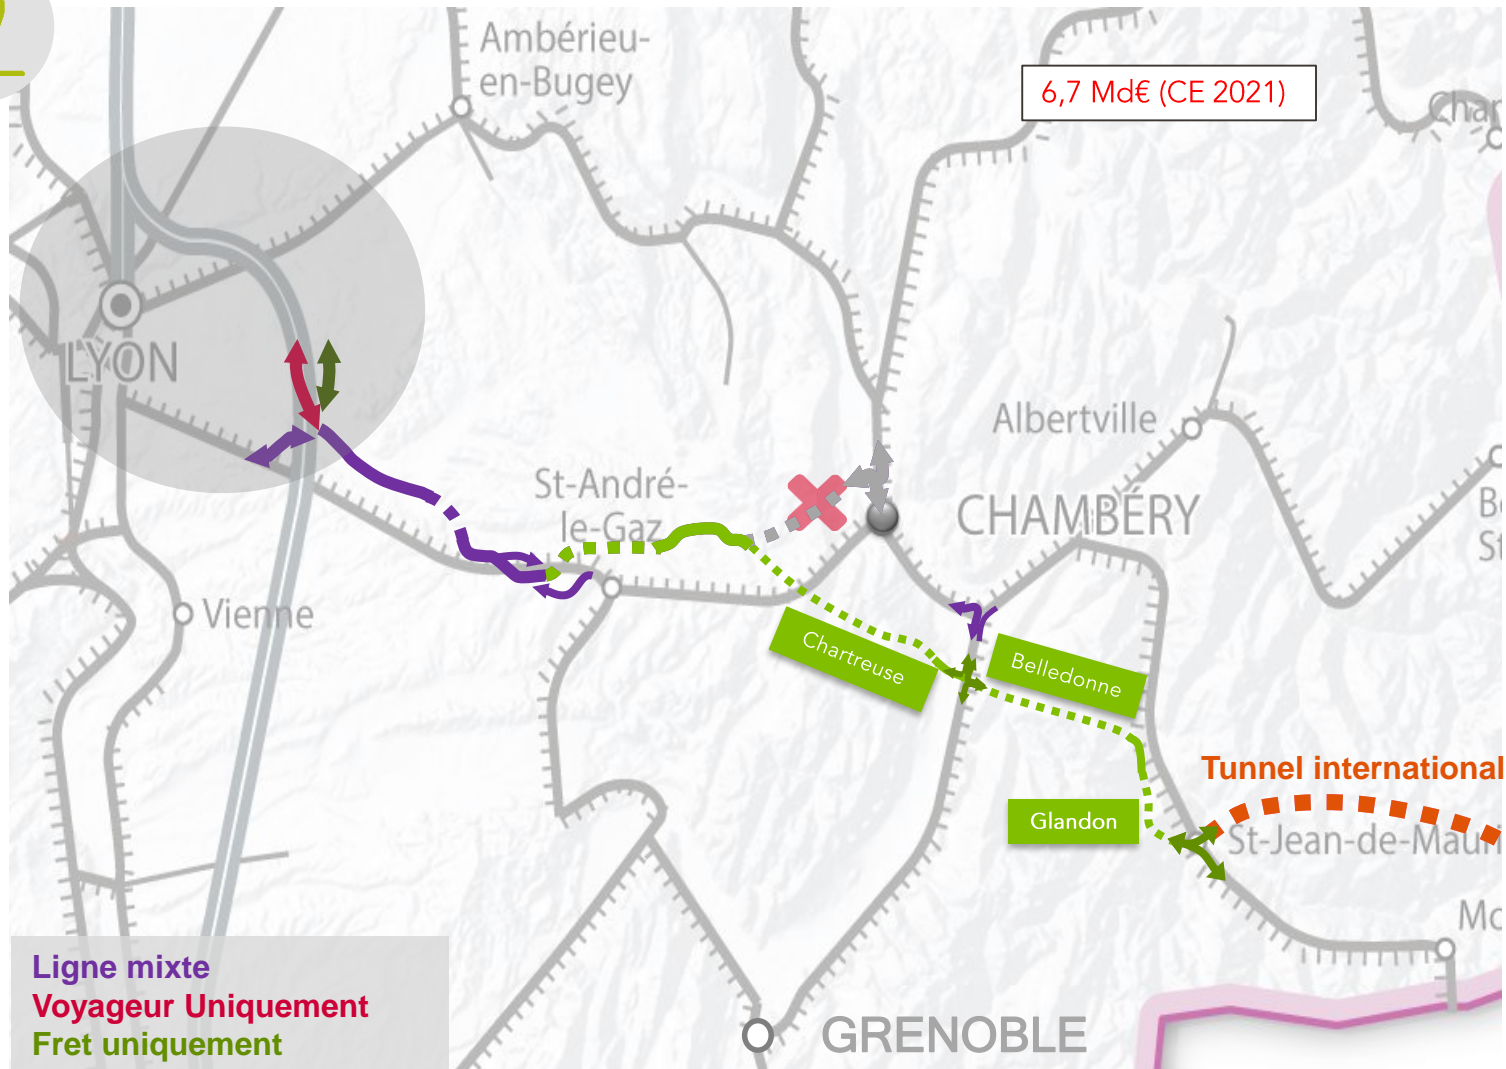 Ambérieu-
en-Bugey
6,7 Md€ (CE 2021)
LYON
Albertville
St-André-
le-Gaz
CHAMBÉRY
Vienne
Chartreuse
Belledonne
Tunnel international
Glandon
St-Jean-de-Mauri
Ligne mixte
Voyageur Uniquement
Fret uniquement
GRENOBLE